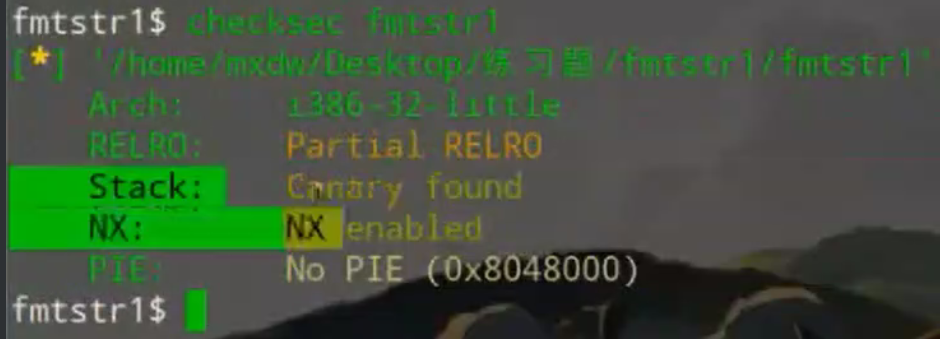 fmtstr1$ checksec fmtstr1
[*] '/home/mxdw/Desktop/练习题/fmtstr1/fmtstr1'
Arch: i386-32-little
RELRO: Partial RELRO
Stack: Canary found
NX: NX enabled
PIE: No PIE (0x8048000)
fmtstr1$